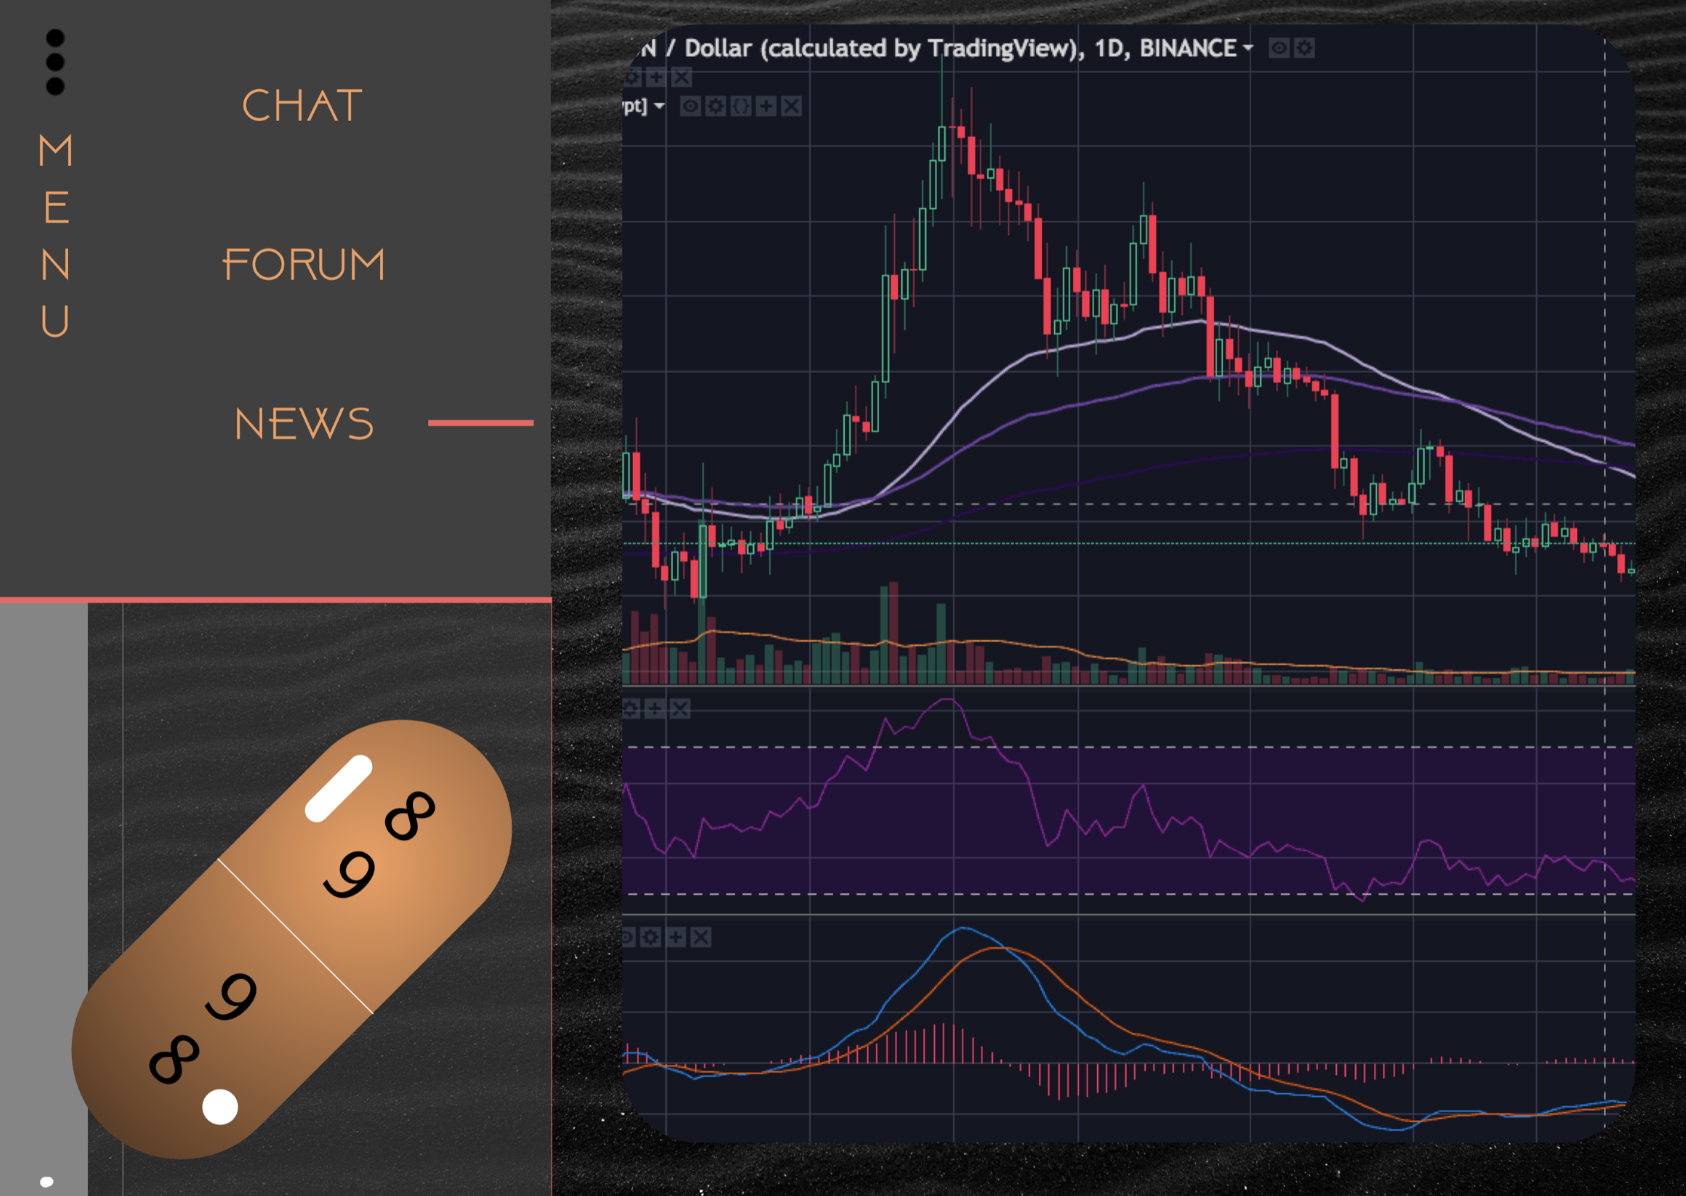 M
E
N
U
CHAT
FORUM
NEWS
N / Dollar (calculated by TradingView), 1D, BINANCE
pt]
8
9
9
8